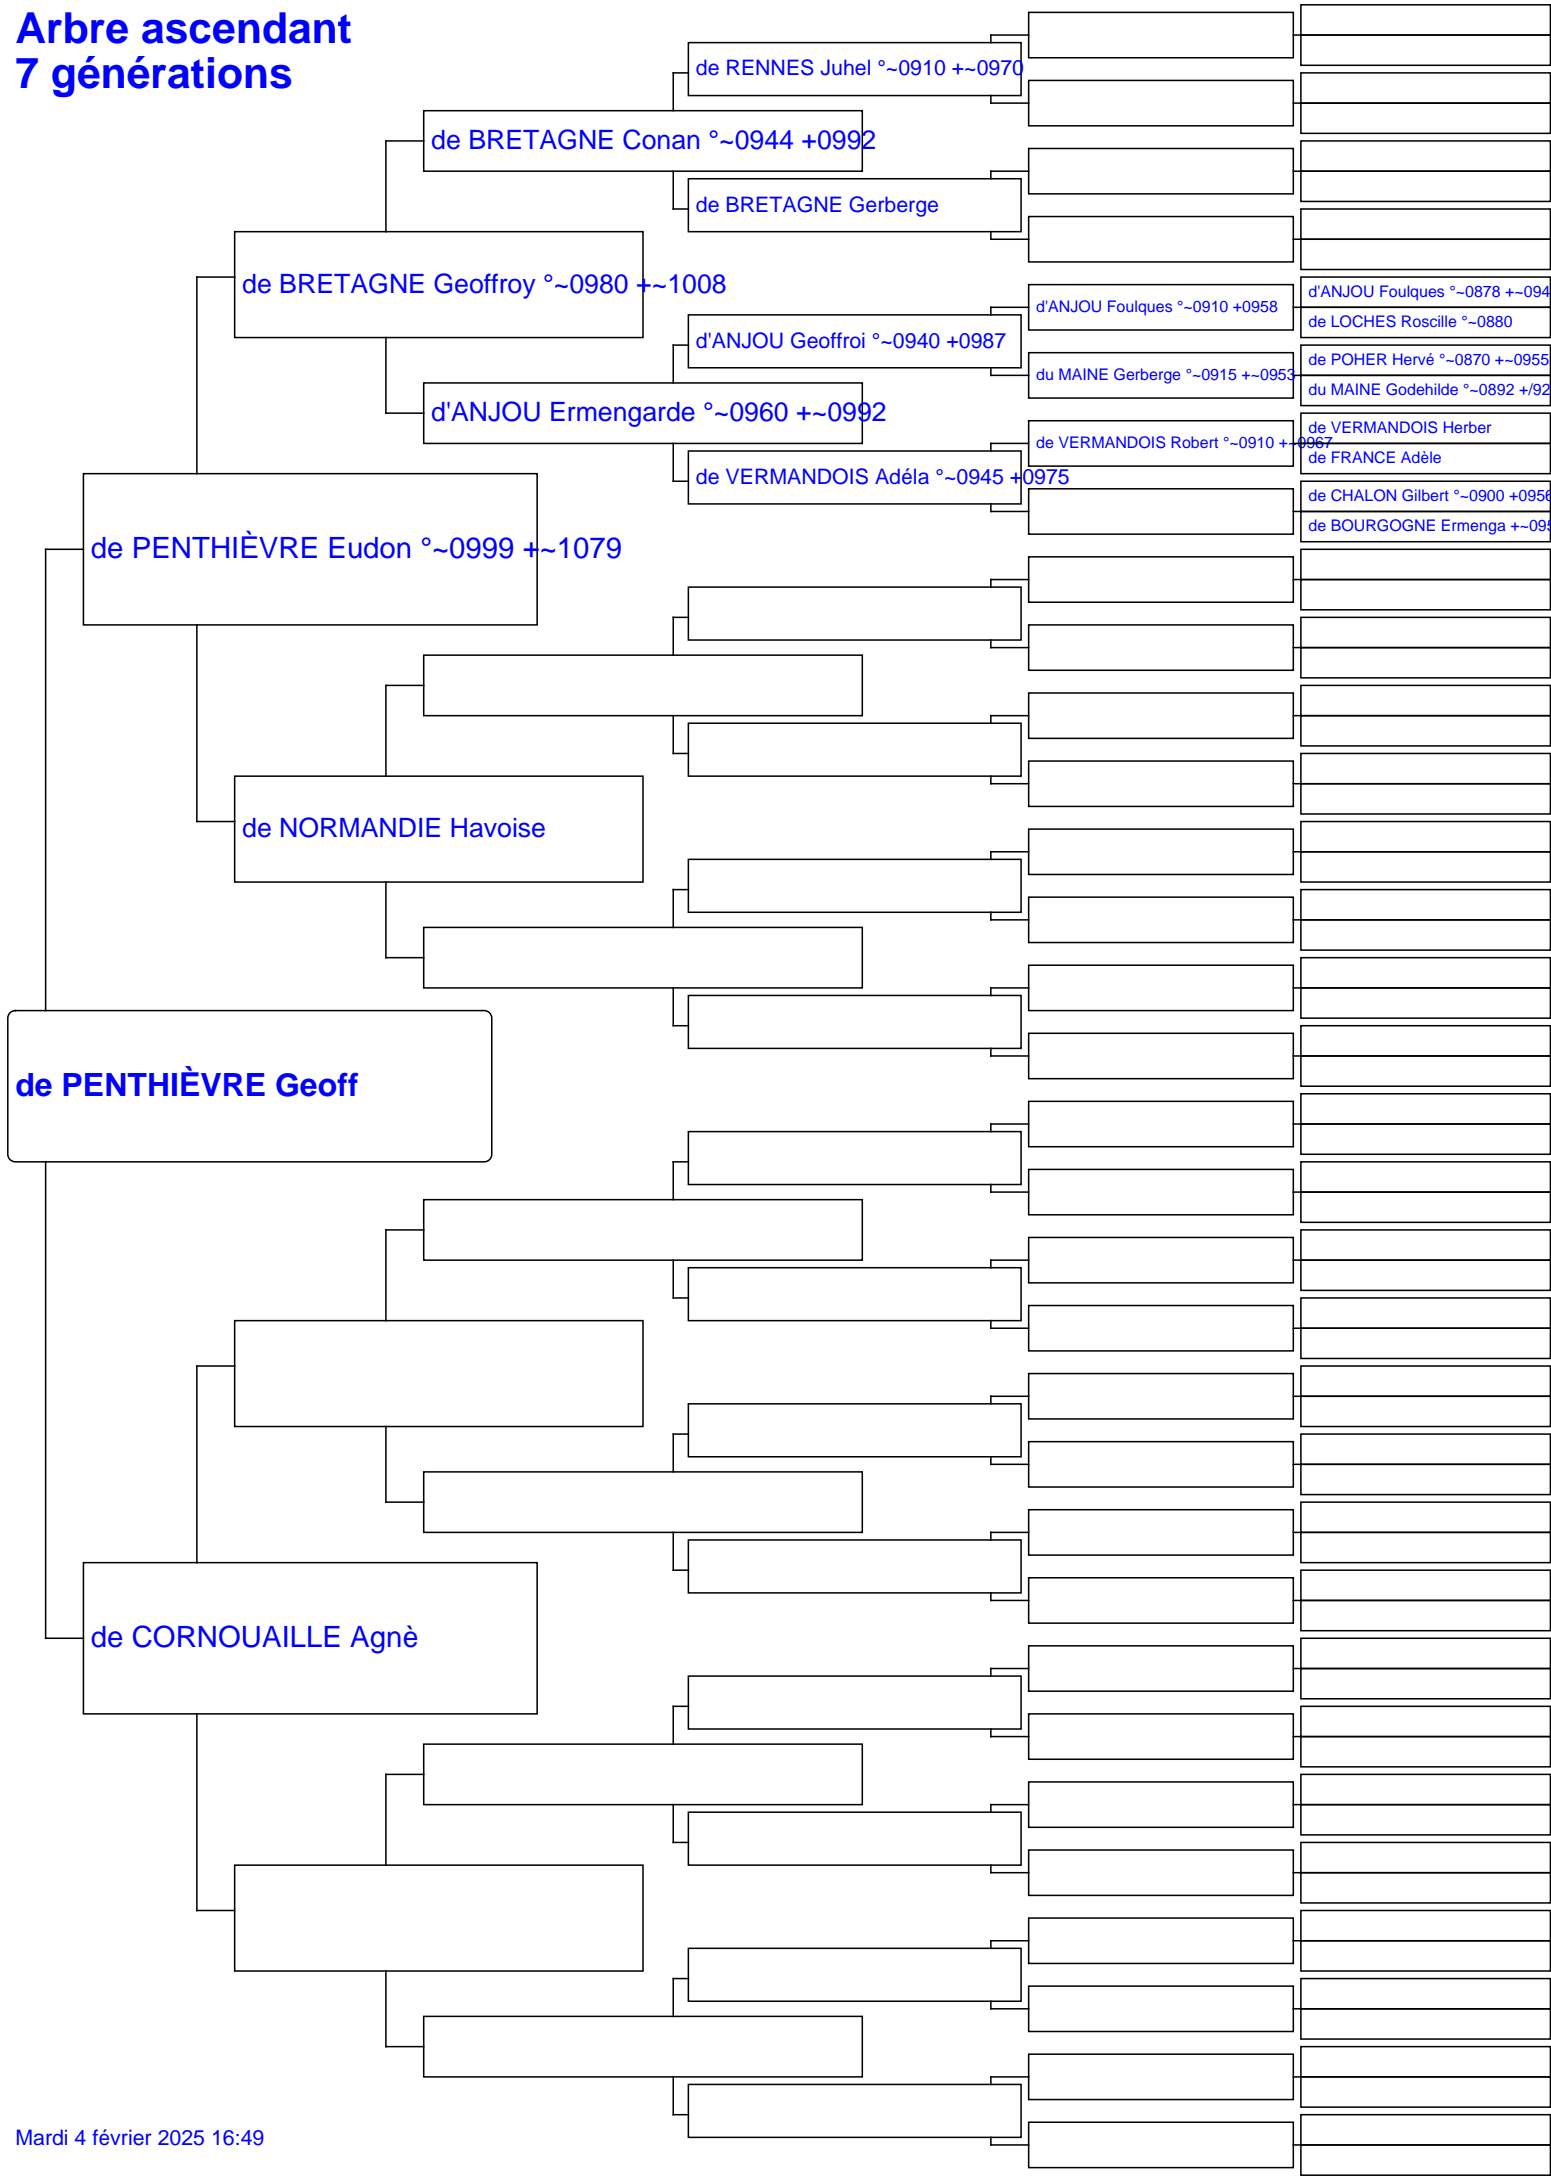 Arbre ascendant
7 générations
de RENNES Juhel °~0910 +~0970
de BRETAGNE Conan °~0944 +0992
de BRETAGNE Gerberge
de BRETAGNE Geoffroy °~0980 +~1008
d'ANJOU Foulques °~0878 +~094
d'ANJOU Foulques °~0910 +0958
de LOCHES Roscille °~0880
d'ANJOU Geoffroi °~0940 +0987
de POHER Hervé °~0870 +~0955
du MAINE Gerberge °~0915 +~0953
du MAINE Godehilde °~0892 +/92
d'ANJOU Ermengarde °~0960 +~0992
de VERMANDOIS Herber
de VERMANDOIS Robert °~0910 +~0967
de FRANCE Adèle
de VERMANDOIS Adéla °~0945 +0975
de CHALON Gilbert °~0900 +0956
de BOURGOGNE Ermenga +~095
de PENTHIÈVRE Eudon °~0999 +~1079
de NORMANDIE Havoise
de PENTHIÈVRE Geoff
de CORNOUAILLE Agnè
Mardi 4 février 2025 16:49